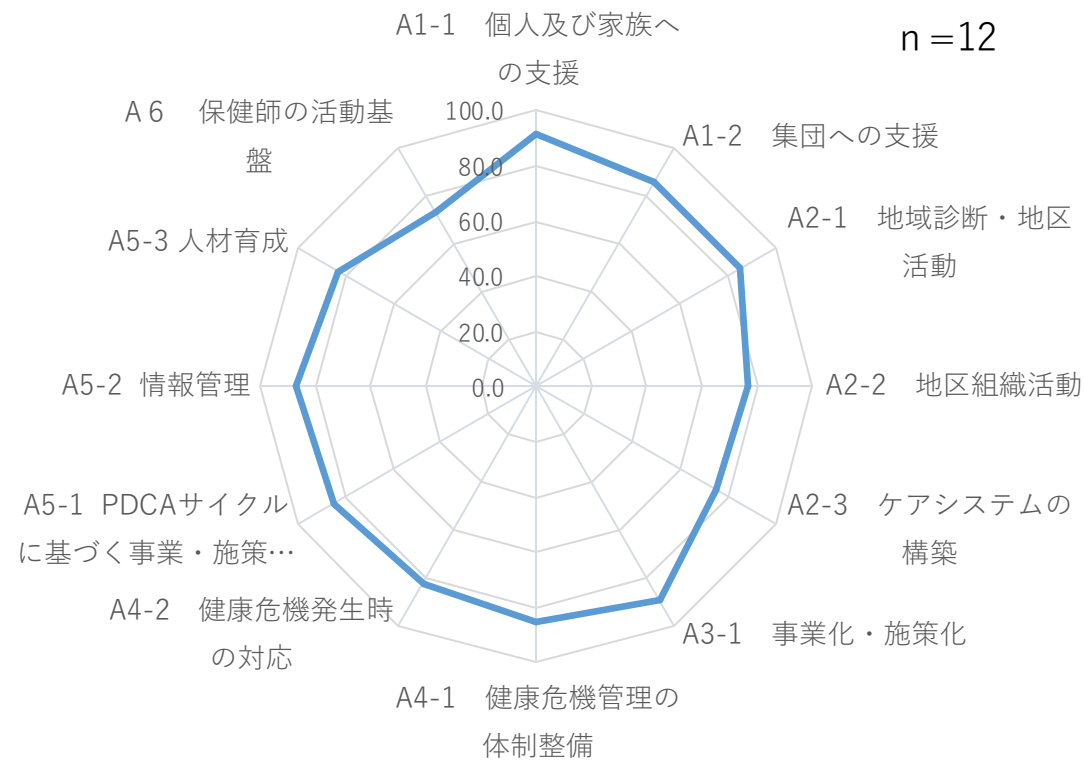 A1-1　個人及び家族へ
の支援
n =12
A1-2　集団への支援
A2-1　地域診断・地区
活動
A2-2　地区組織活動
A2-3　ケアシステムの
構築
A3-1　事業化・施策化
A4-1　健康危機管理の
体制整備
A4-2　健康危機発生時
の対応
A5-1 PDCAサイクル
に基づく事業・施策…
A5-2 情報管理
A5-3 人材育成
A６　保健師の活動基
盤
100.0
80.0
60.0
40.0
20.0
0.0